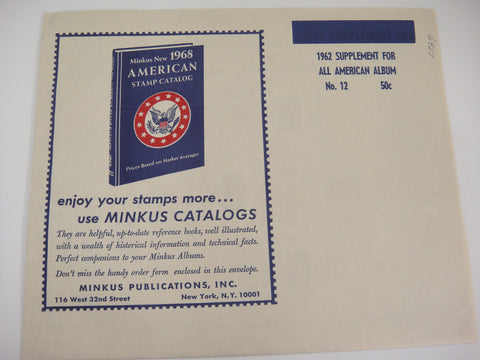 Minkus New 1968
AMERICAN
STAMP CATALOG
Prices Based on Market Averages
enjoy your stamps more...
use MINKUS CATALOGS
They are helpful, up-to-date reference books, well illustrated,
with a wealth of historical information and technical facts.
Perfect companions to your Minkus Albums.
Don't miss the handy order form enclosed in this envelope.
MINKUS PUBLICATIONS, INC.
116 West 32nd Street New York, N.Y. 10001
1962 SUPPLEMENT FOR
1962 SUPPLEMENT FOR
ALL AMERICAN ALBUM
No. 12 50c